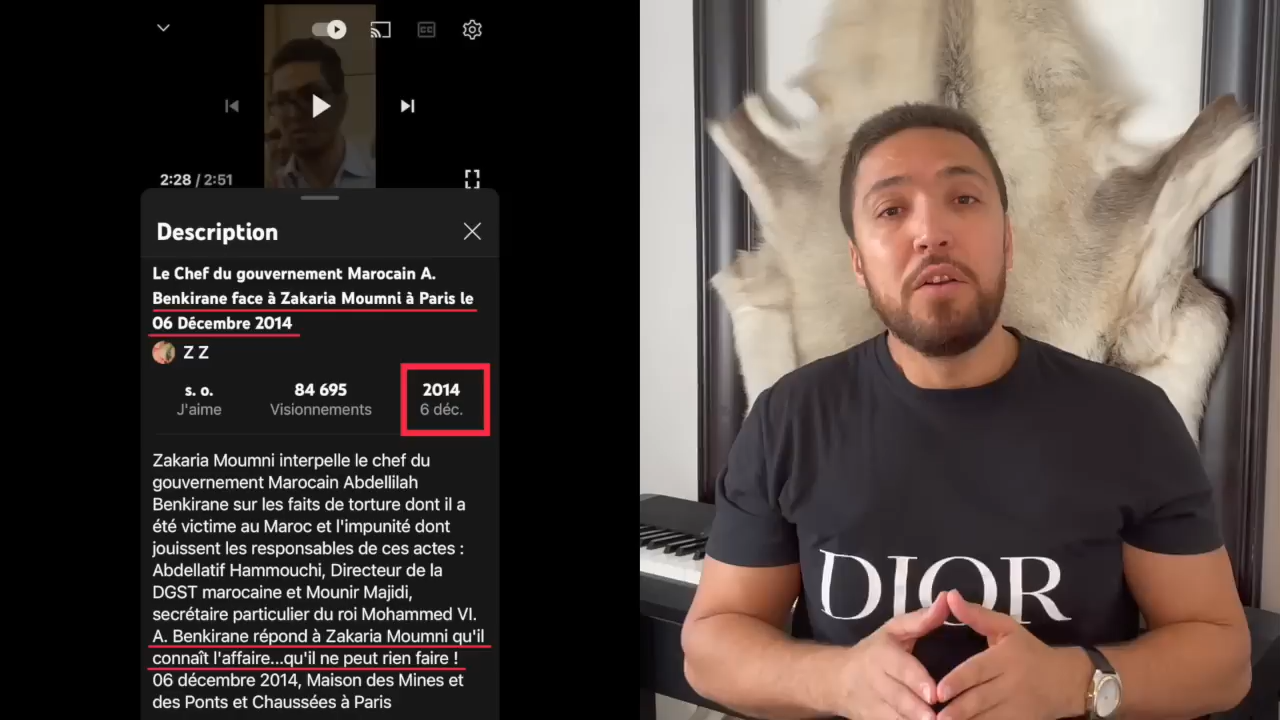 CC
2:28 / 2:51
Description
Le Chef du gouvernement Marocain A.
Benkirane face à Zakaria Moumni à Paris le
06 Décembre 2014
Z Z
s. o.
J'aime
84 695
Visionnements
2014
6 déc.
Zakaria Moumni interpelle le chef du
gouvernement Marocain Abdellilah
Benkirane sur les faits de torture dont il a
été victime au Maroc et l'impunité dont
jouissent les responsables de ces actes :
Abdellatif Hammouchi, Directeur de la
DGST marocaine et Mounir Majidi,
secrétaire particulier du roi Mohammed VI.
A. Benkirane répond à Zakaria Moumni qu'il
connaît l'affaire...qu'il ne peut rien faire !
06 décembre 2014, Maison des Mines et
des Ponts et Chaussées à Paris
DIOR